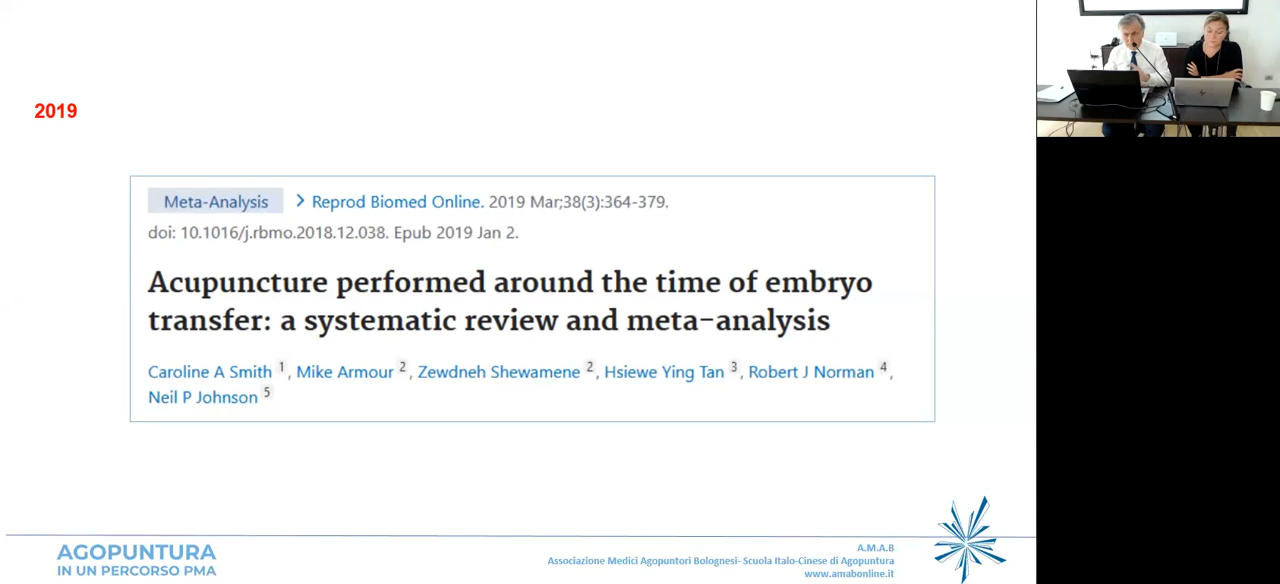 2019
Meta-Analysis > Reprod Biomed Online. 2019 Mar;38(3):364-379.
doi: 10.1016/j.rbmo.2018.12.038. Epub 2019 Jan 2.
Acupuncture performed around the time of embryo
transfer: a systematic review and meta-analysis
Caroline A Smith 1, Mike Armour 2, Zewdneh Shewamene 2, Hsiewe Ying Tan 3, Robert J Norman 4,
Neil P Johnson 5
AGOPUNTURA
IN UN PERCORSO PMA
A.M.A.B
Associazione Medici Agopuntori Bolognesi- Scuola Italo-Cinese di Agopuntura
www.amabonline.it